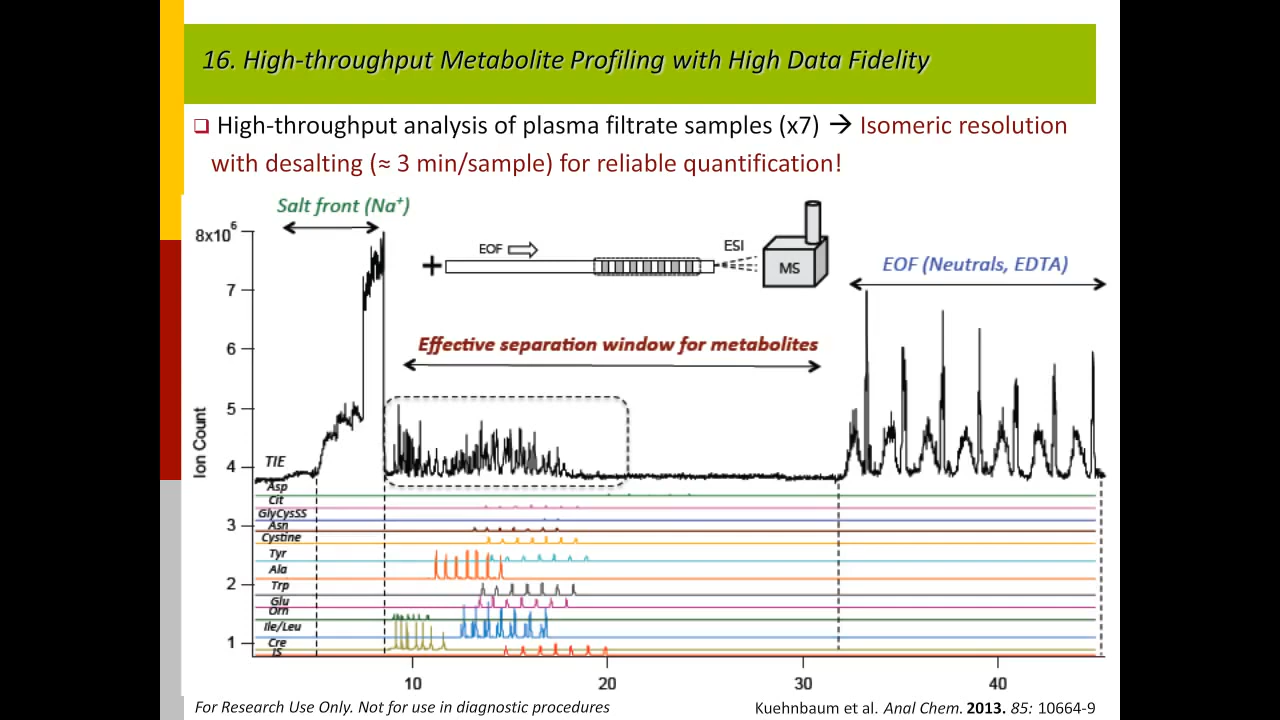 16. High-throughput Metabolite Profiling with High Data Fidelity
❑ High-throughput analysis of plasma filtrate samples (x7) → Isomeric resolution
with desalting (≈ 3 min/sample) for reliable quantification!
Salt front (Na⁺)
8x10⁶
EOF
ESI
+
MS
EOF (Neutrals, EDTA)
7
6
Effective separation window for metabolites
5
Ion Count
TIE
4
Asp
Cit
GlyCysSS
3
Asn
Cystine
Tyr
Ala
2
Trp
Glu
Orn
Ile/Leu
1
Cre
IS
10 20 30 40
For Research Use Only. Not for use in diagnostic procedures
Kuehnbaum et al. Anal Chem. 2013. 85: 10664-9